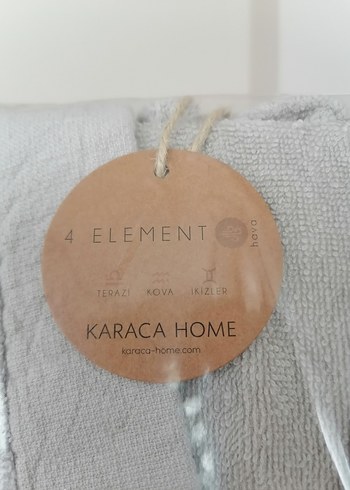 4 ELEMENT
hava
TERAZİ KOVA İKİZLER
KARACA HOME
karaca-home.com